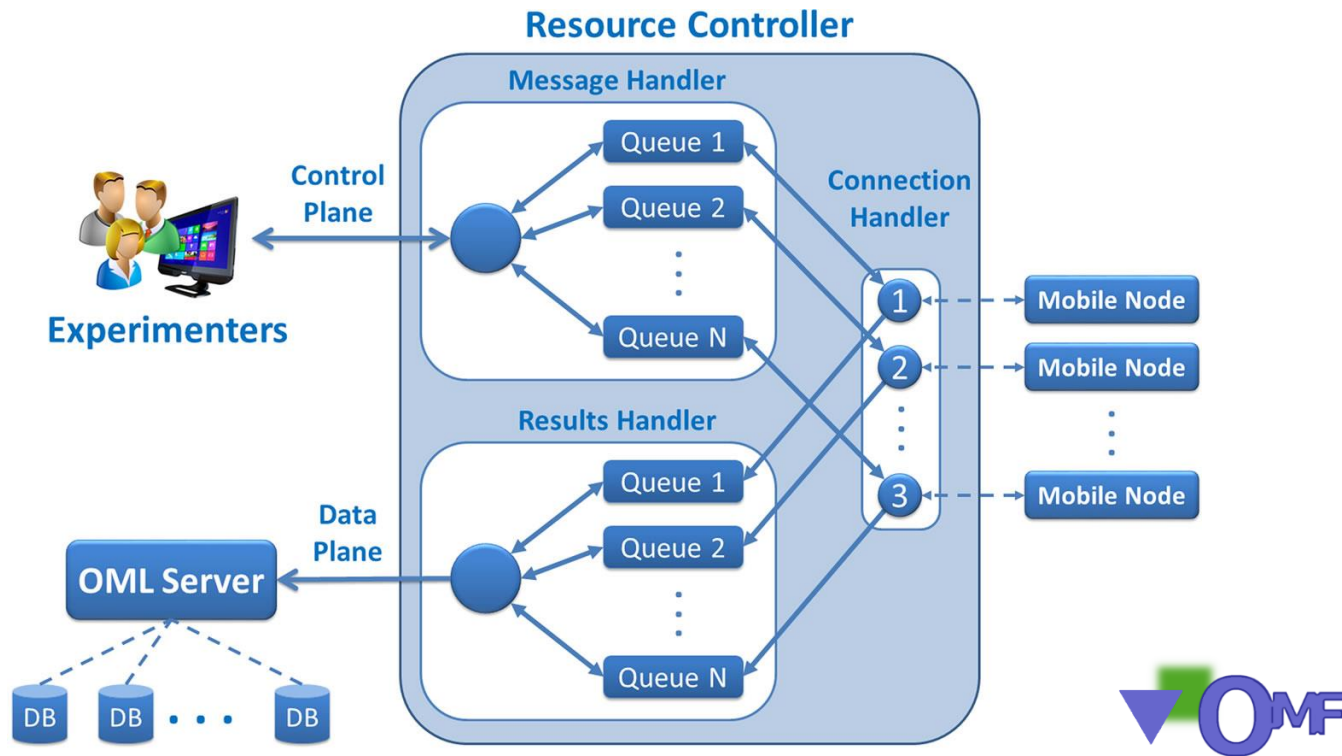 Resource Controller
Message Handler
Queue 1
Queue 2
Queue N
Control
Plane
Experimenters
Connection
Handler
1
2
3
Mobile Node
Mobile Node
Mobile Node
Results Handler
Queue 1
Queue 2
Queue N
Data
Plane
OML Server
DB
DB
DB
OMF